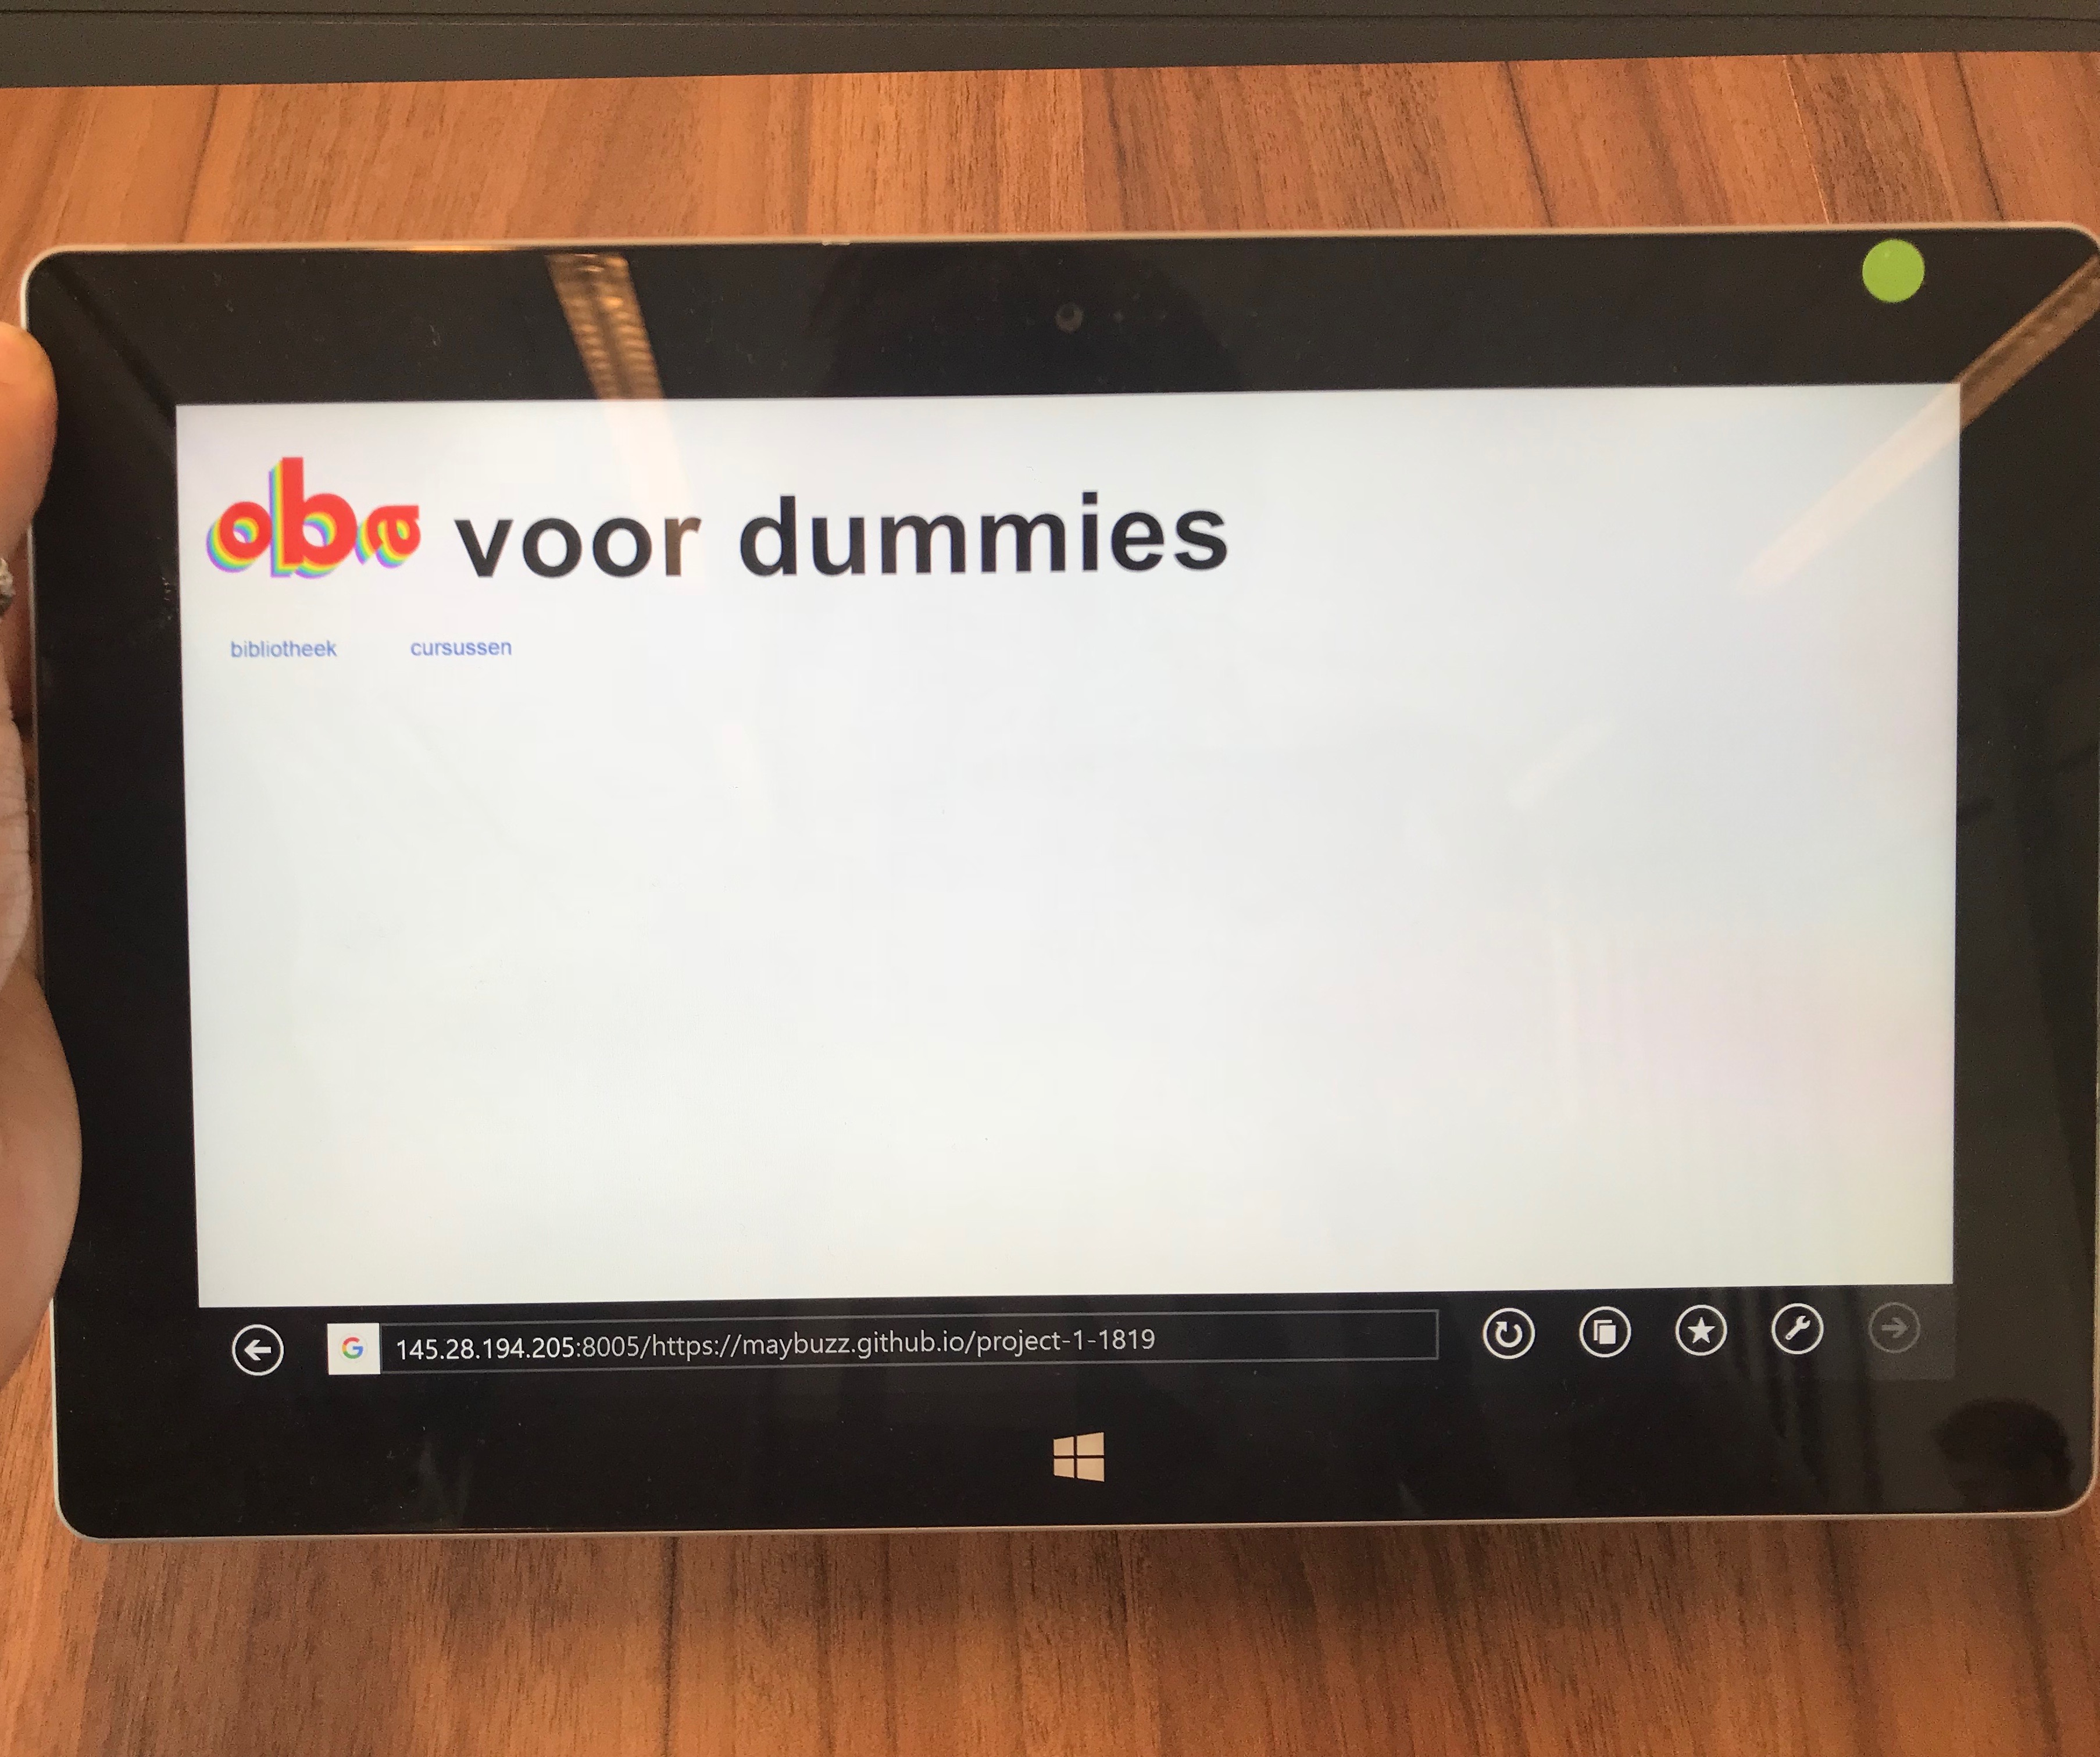 oba voor dummies
bibliotheek cursussen
145.28.194.205:8005/https://maybuzz.github.io/project-1-1819